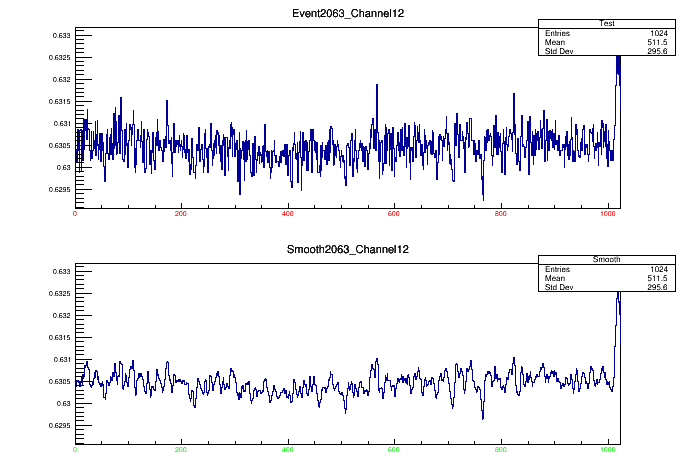 Event2063_Channel12
Test
Entries 1024
Mean 511.5
Std Dev 295.6
0.633
0.6325
0.632
0.6315
0.631
0.6305
0.63
0.6295
0 200 400 600 800 1000
Smooth2063_Channel12
Smooth
Entries 1024
Mean 511.5
Std Dev 295.6
0.633
0.6325
0.632
0.6315
0.631
0.6305
0.63
0.6295
0 200 400 600 800 1000